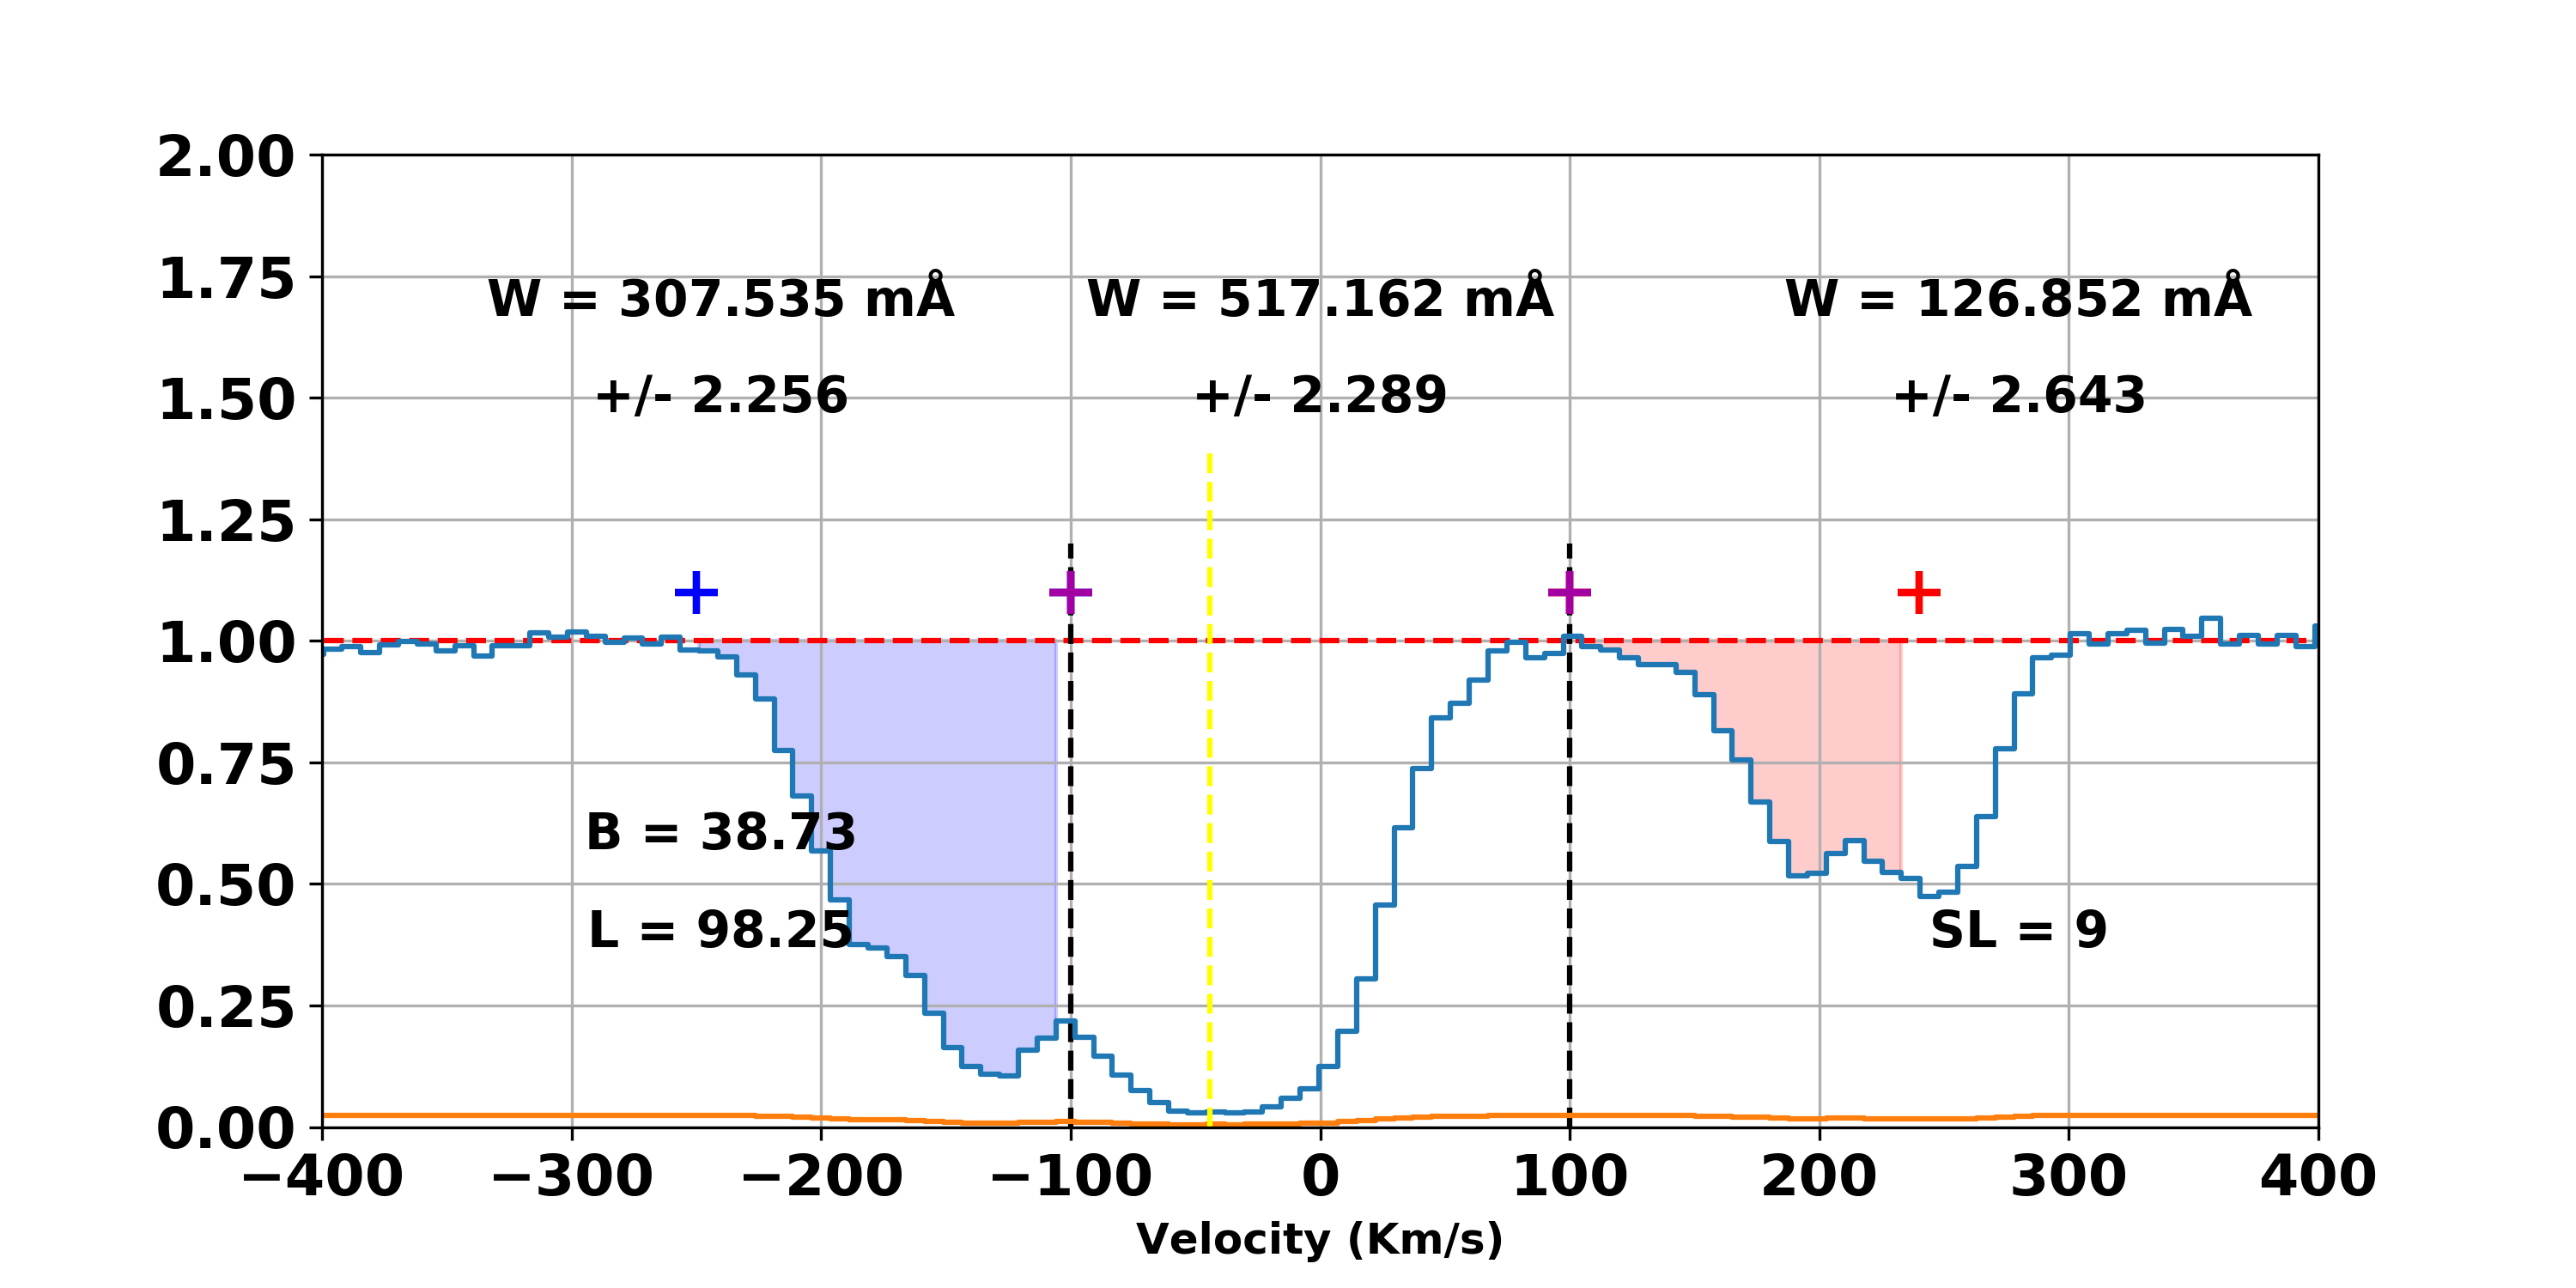 2.00
1.75
W = 307.535 mÅ W = 517.162 mÅ W = 126.852 mÅ
+/- 2.256 +/- 2.289 +/- 2.643
1.50
1.25
1.00
0.75
B = 38.73
0.50
L = 98.25 SL = 9
0.25
0.00
−400 −300 −200 −100 0 100 200 300 400
Velocity (Km/s)